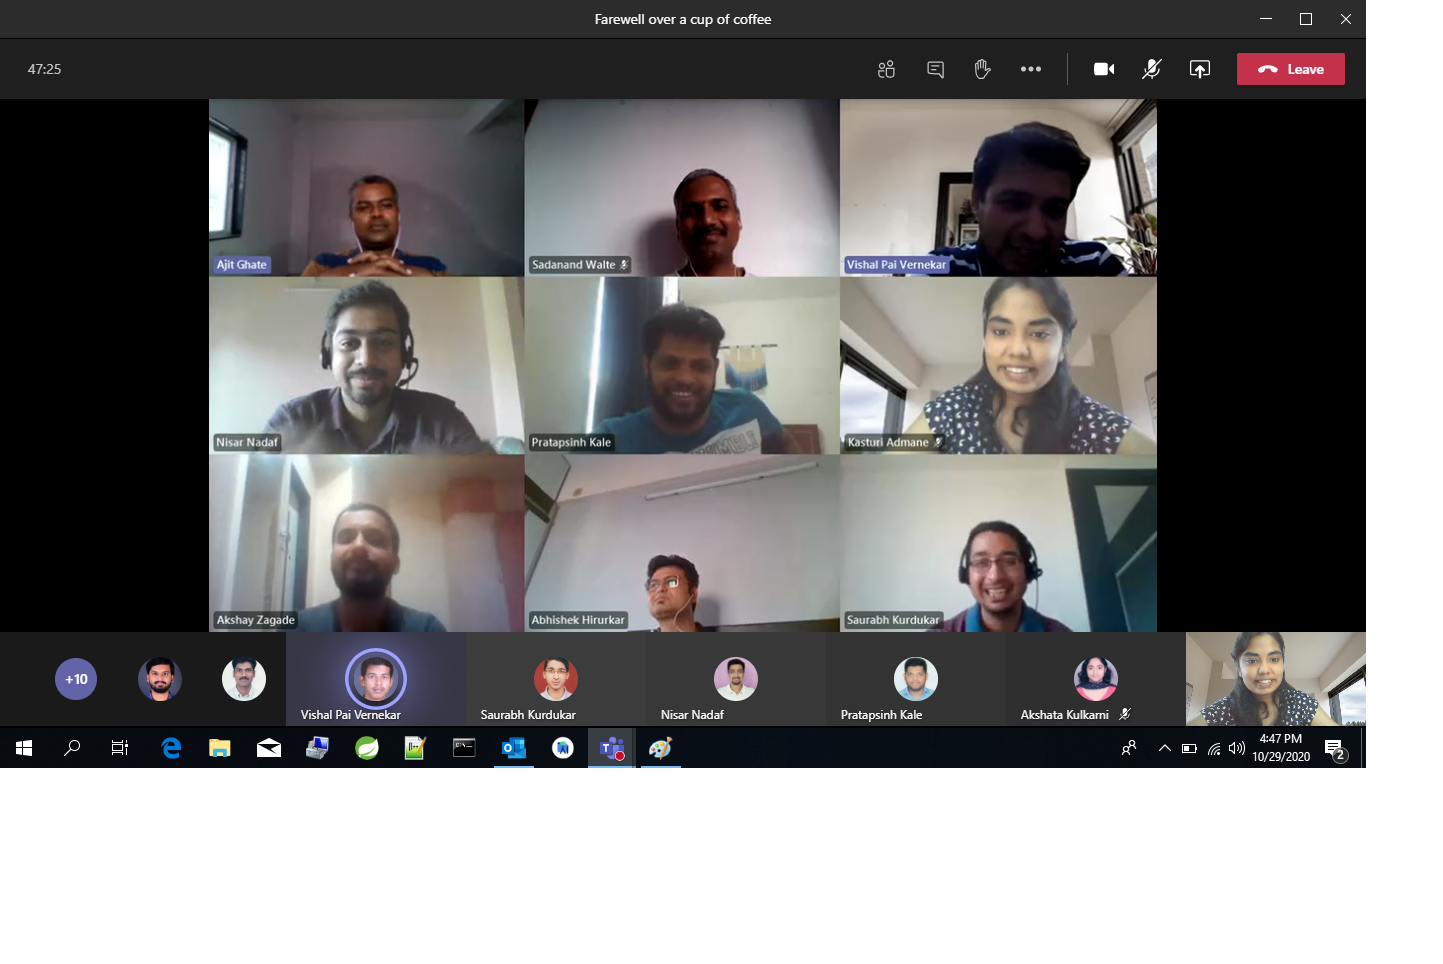 Farewell over a cup of coffee
47:25
Leave
Ajit Ghate
Sadanand Walte
Vishal Pai Vernekar
Nisar Nadaf
Pratapsinh Kale
Kasturi Admane
Akshay Zagade
Abhishek Hirurkar
Saurabh Kurdukar
+10
Vishal Pai Vernekar
Saurabh Kurdukar
Nisar Nadaf
Pratapsinh Kale
Akshata Kulkarni
4:47 PM
10/29/2020
2